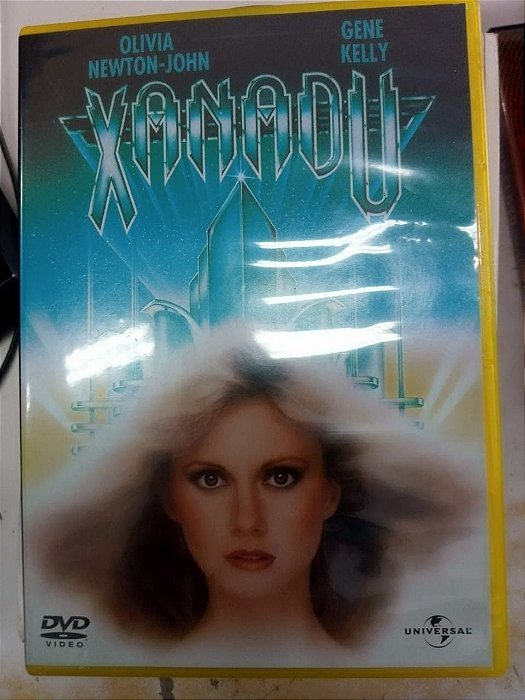 OLIVIA
NEWTON-JOHN
GENE
KELLY
XANADU
DVD
VIDEO
UNIVERSAL